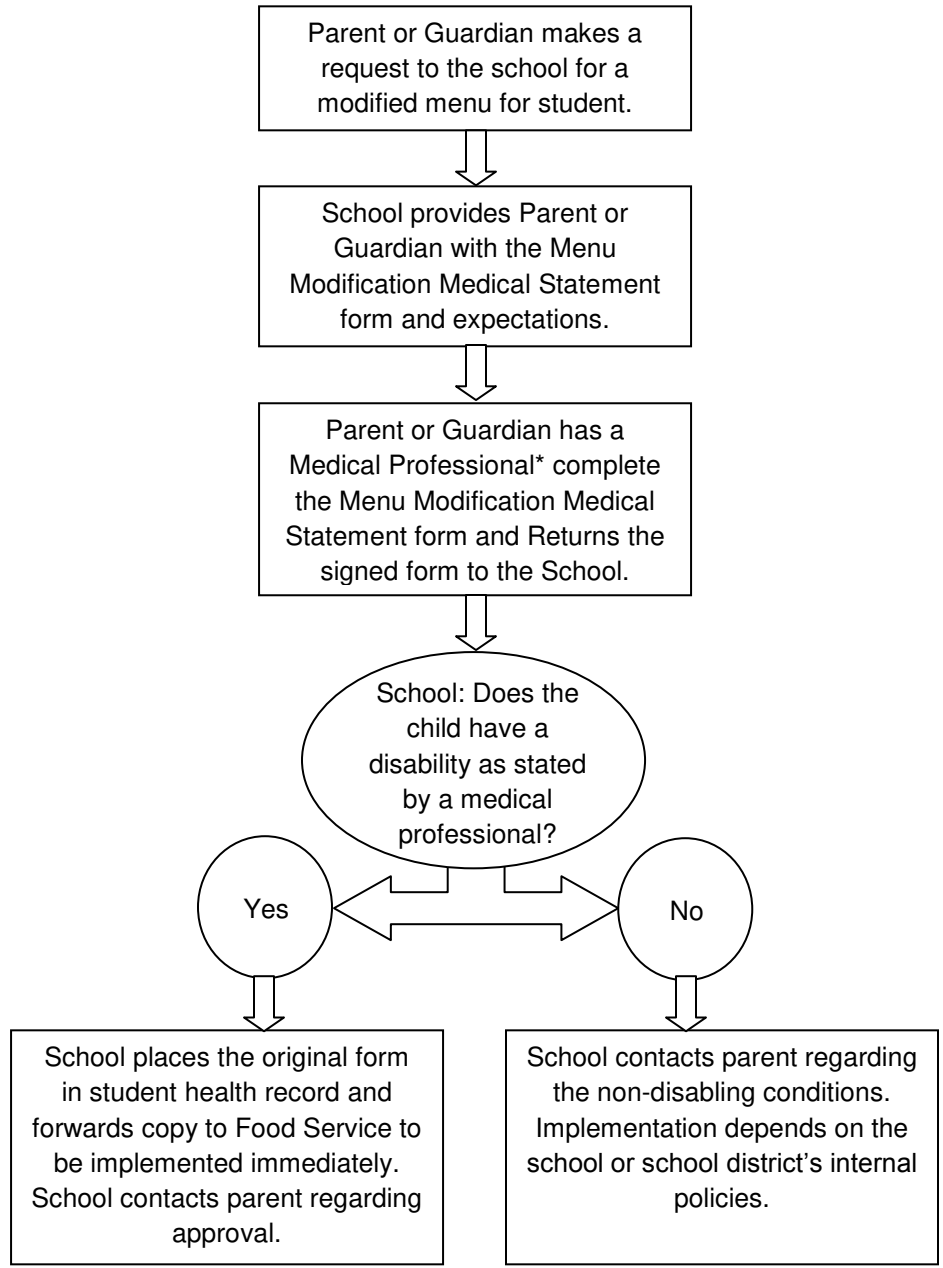 Parent or Guardian makes a
request to the school for a
modified menu for student.
School provides Parent or
Guardian with the Menu
Modification Medical Statement
form and expectations.
Parent or Guardian has a
Medical Professional* complete
the Menu Modification Medical
Statement form and Returns the
signed form to the School.
School: Does the
child have a
disability as stated
by a medical
professional?
Yes
No
School places the original form
in student health record and
forwards copy to Food Service to
be implemented immediately.
School contacts parent regarding
approval.
School contacts parent regarding
the non-disabling conditions.
Implementation depends on the
school or school district’s internal
policies.